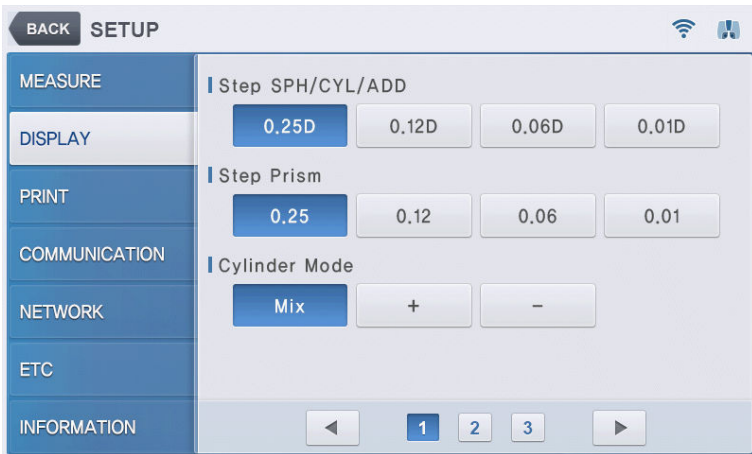 BACK SETUP
MEASURE
DISPLAY
PRINT
COMMUNICATION
NETWORK
ETC
INFORMATION
Step SPH/CYL/ADD
0.25D 0.12D 0.06D 0.01D
Step Prism
0.25 0.12 0.06 0.01
Cylinder Mode
Mix + -
1 2 3